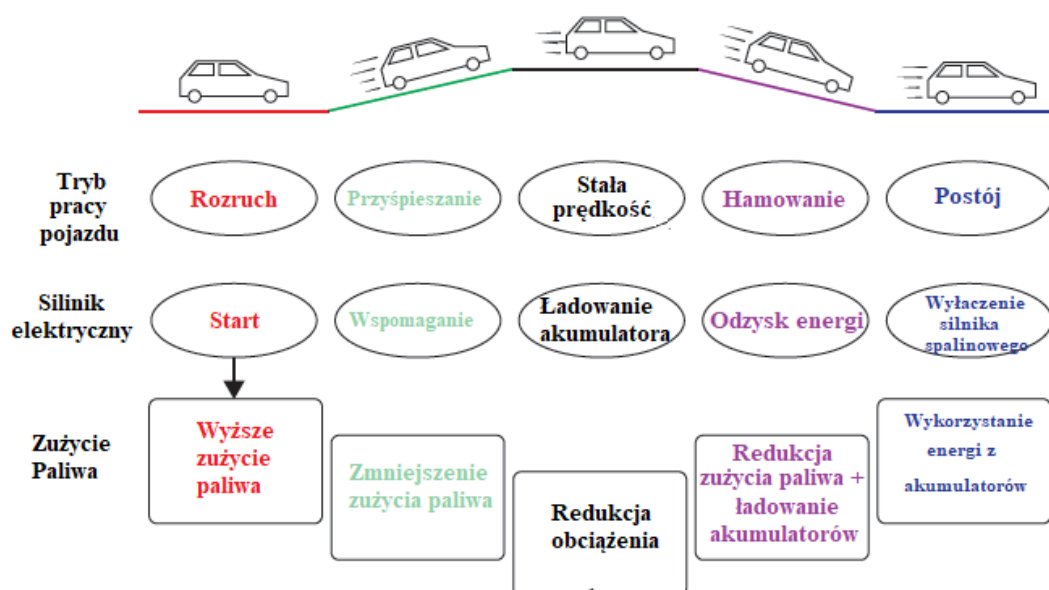 Tryb
pracy
pojazdu
Rozruch
Przyśpieszanie
Stała
prędkość
Hamowanie
Postój
Silinik
elektryczny
Start
Wspomaganie
Ładowanie
akumulatora
Odzysk energi
Wyłaczenie
silnika
spalinowego
Zużycie
Paliwa
Wyższe
zużycie
paliwa
Zmniejszenie
zużycia paliwa
Redukcja
obciążenia
Redukcja
zużycia paliwa +
ładowanie
akumulatorów
Wykorzystanie
energi z
akumulatorów